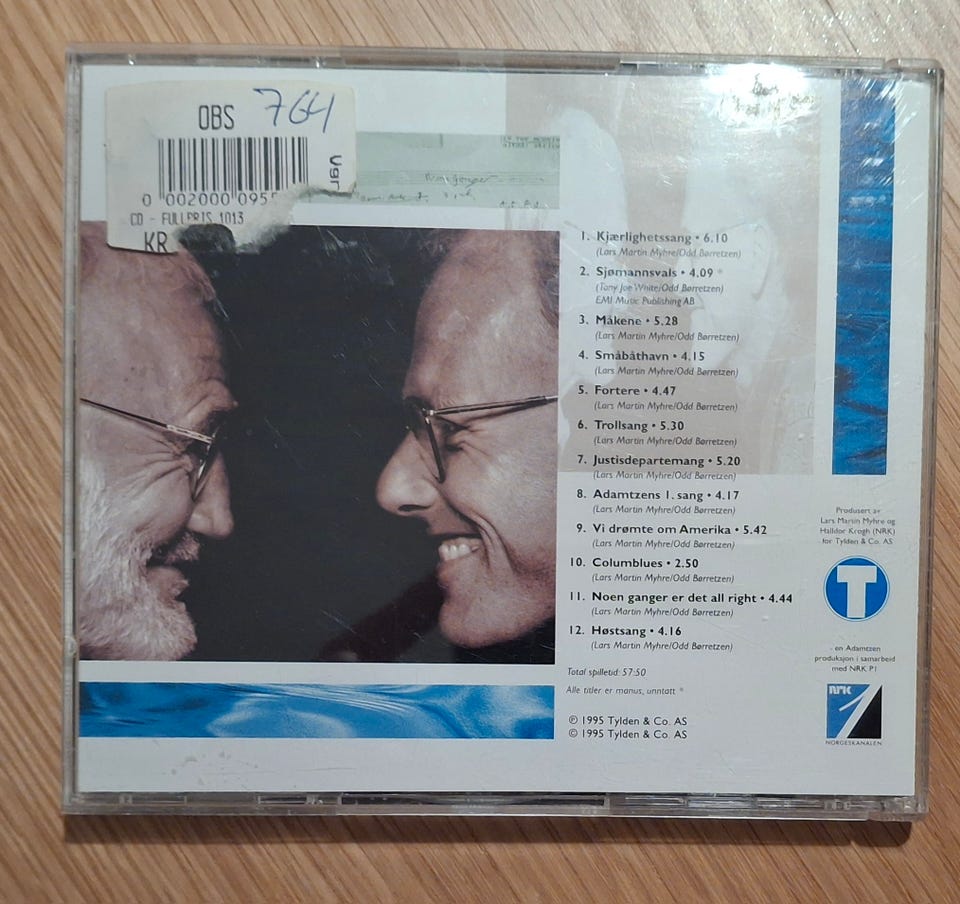 OBS 764
var
0 002000 095
CD - FULLPRIS 1013
KR
1. Kjærlighetssang • 6.10
(Lars Martin Myhre/Odd Børretzen)
2. Sjømannsvals • 4.09 *
(Tony Joe White/Odd Børretzen)
EMI Music Publishing AB
3. Måkene • 5.28
(Lars Martin Myhre/Odd Børretzen)
4. Småbåthavn • 4.15
(Lars Martin Myhre/Odd Børretzen)
5. Fortere • 4.47
(Lars Martin Myhre/Odd Børretzen)
6. Trollsang • 5.30
(Lars Martin Myhre/Odd Børretzen)
7. Justisdepartemang • 5.20
(Lars Martin Myhre/Odd Børretzen)
8. Adamtzens 1. sang • 4.17
(Lars Martin Myhre/Odd Børretzen)
9. Vi drømte om Amerika • 5.42
(Lars Martin Myhre/Odd Børretzen)
10. Columblues • 2.50
(Lars Martin Myhre/Odd Børretzen)
11. Noen ganger er det all right • 4.44
(Lars Martin Myhre/Odd Børretzen)
12. Høstsang • 4.16
(Lars Martin Myhre/Odd Børretzen)
Total spilletid: 57:50
Alle titler er manus, unntatt *
℗ 1995 Tylden & Co. AS
© 1995 Tylden & Co. AS
Produsert av
Lars Martin Myhre og
Halldor Krogh (NRK)
for Tylden & Co. AS
T
- en Adamtzen
produksjon i samarbeid
med NRK P1
NRK
1
NORGESKANALEN